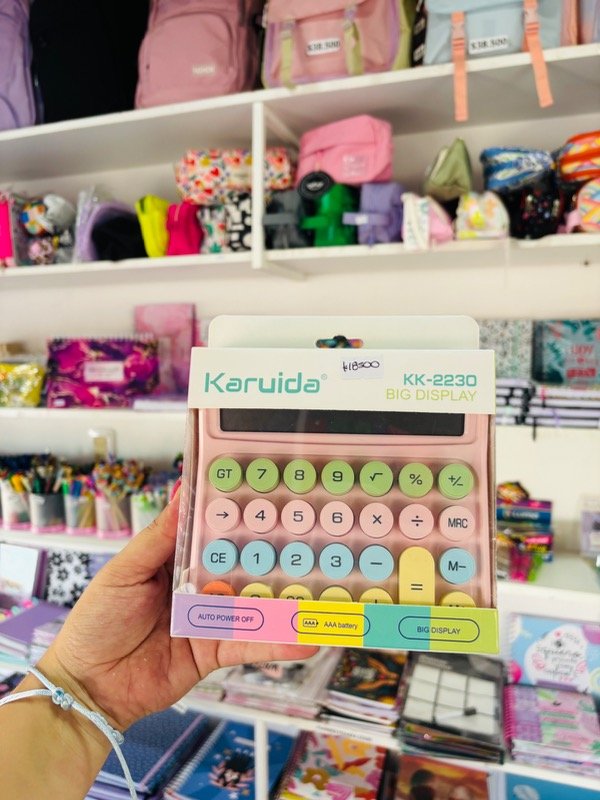 $38.500
$38.500
$18500
Karuida®
KK-2230
BIG DISPLAY
GT 7 8 9 √ % +/-
→ 4 5 6 × ÷ MRC
CE 1 2 3 − M−
=
AUTO POWER OFF
AAA AAA battery
BIG DISPLAY